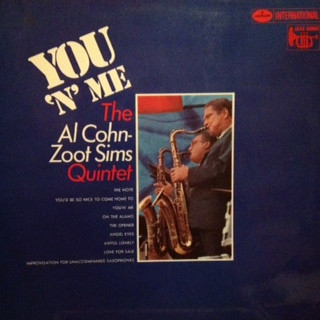 YOU
'N' ME
The
Al Cohn-
Zoot Sims
Quintet
THE NOTE
YOU'D BE SO NICE TO COME HOME TO
YOU'N' ME
ON THE ALAMO
THE OPENER
ANGEL EYES
AWFUL LONELY
LOVE FOR SALE
IMPROVISATION FOR UNACCOMPANIED SAXOPHONES
INTERNATIONAL